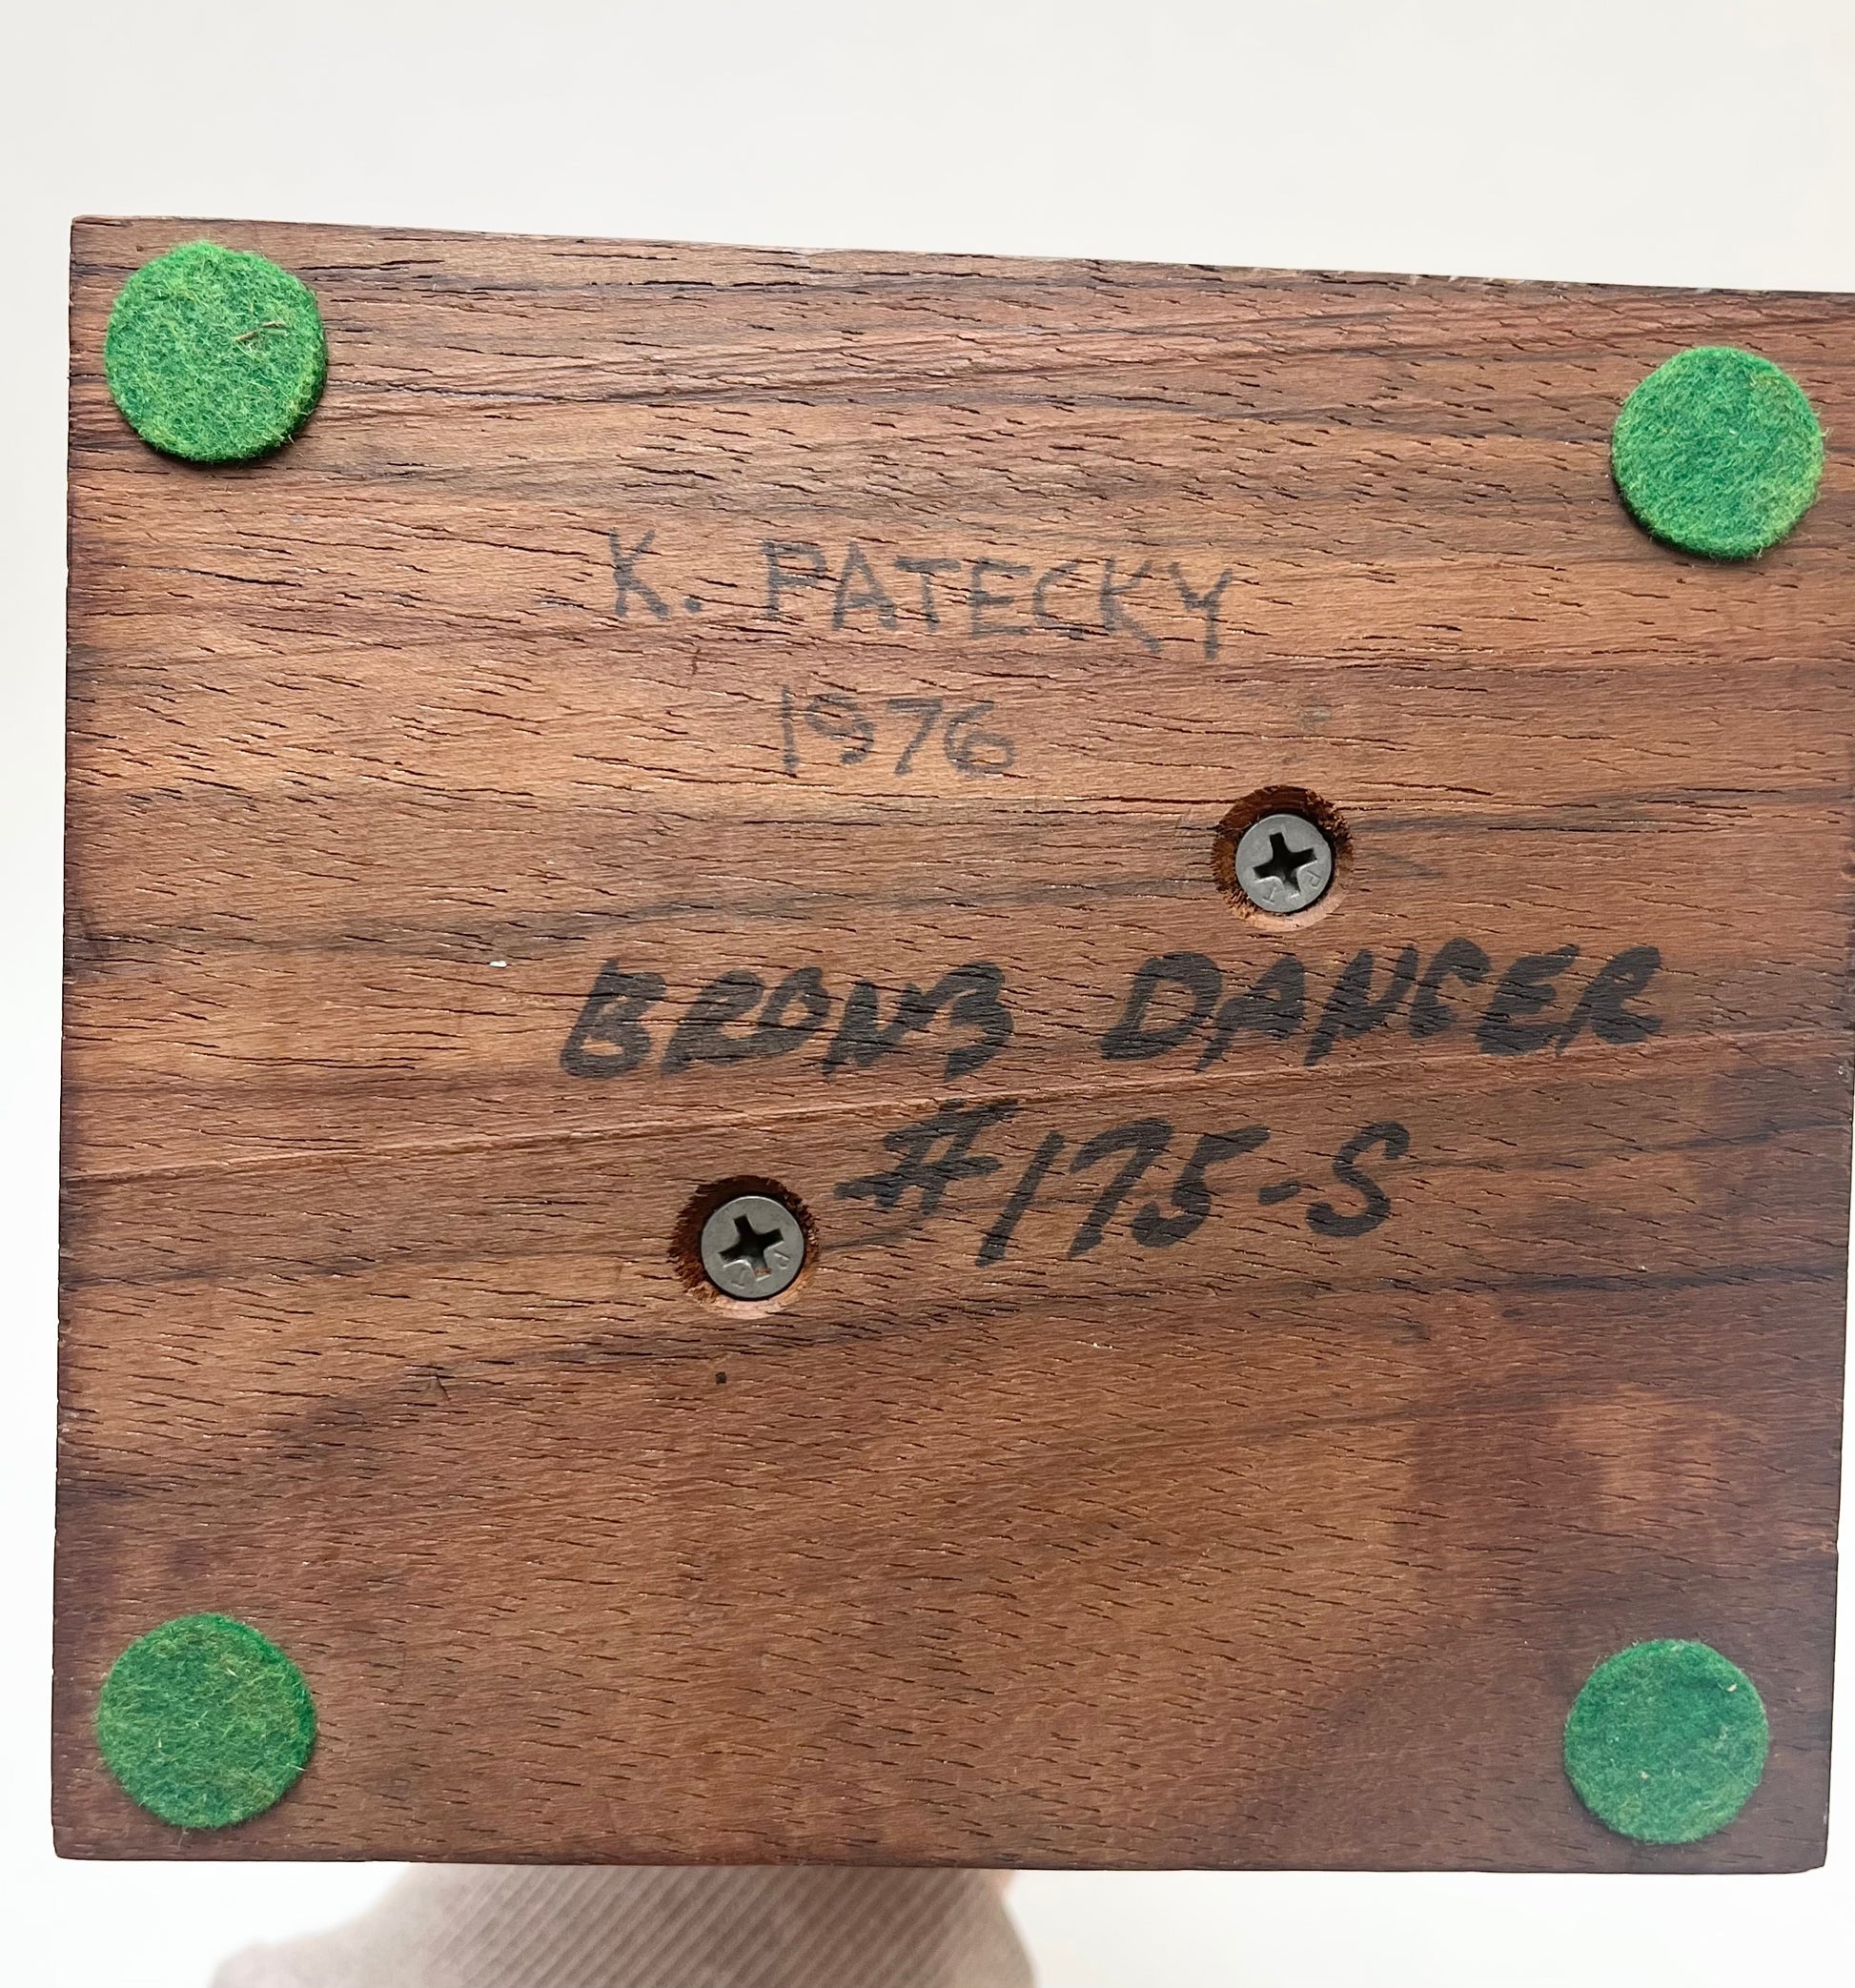 K. PATECKY
1976
BRONZ DANCER
#175-S